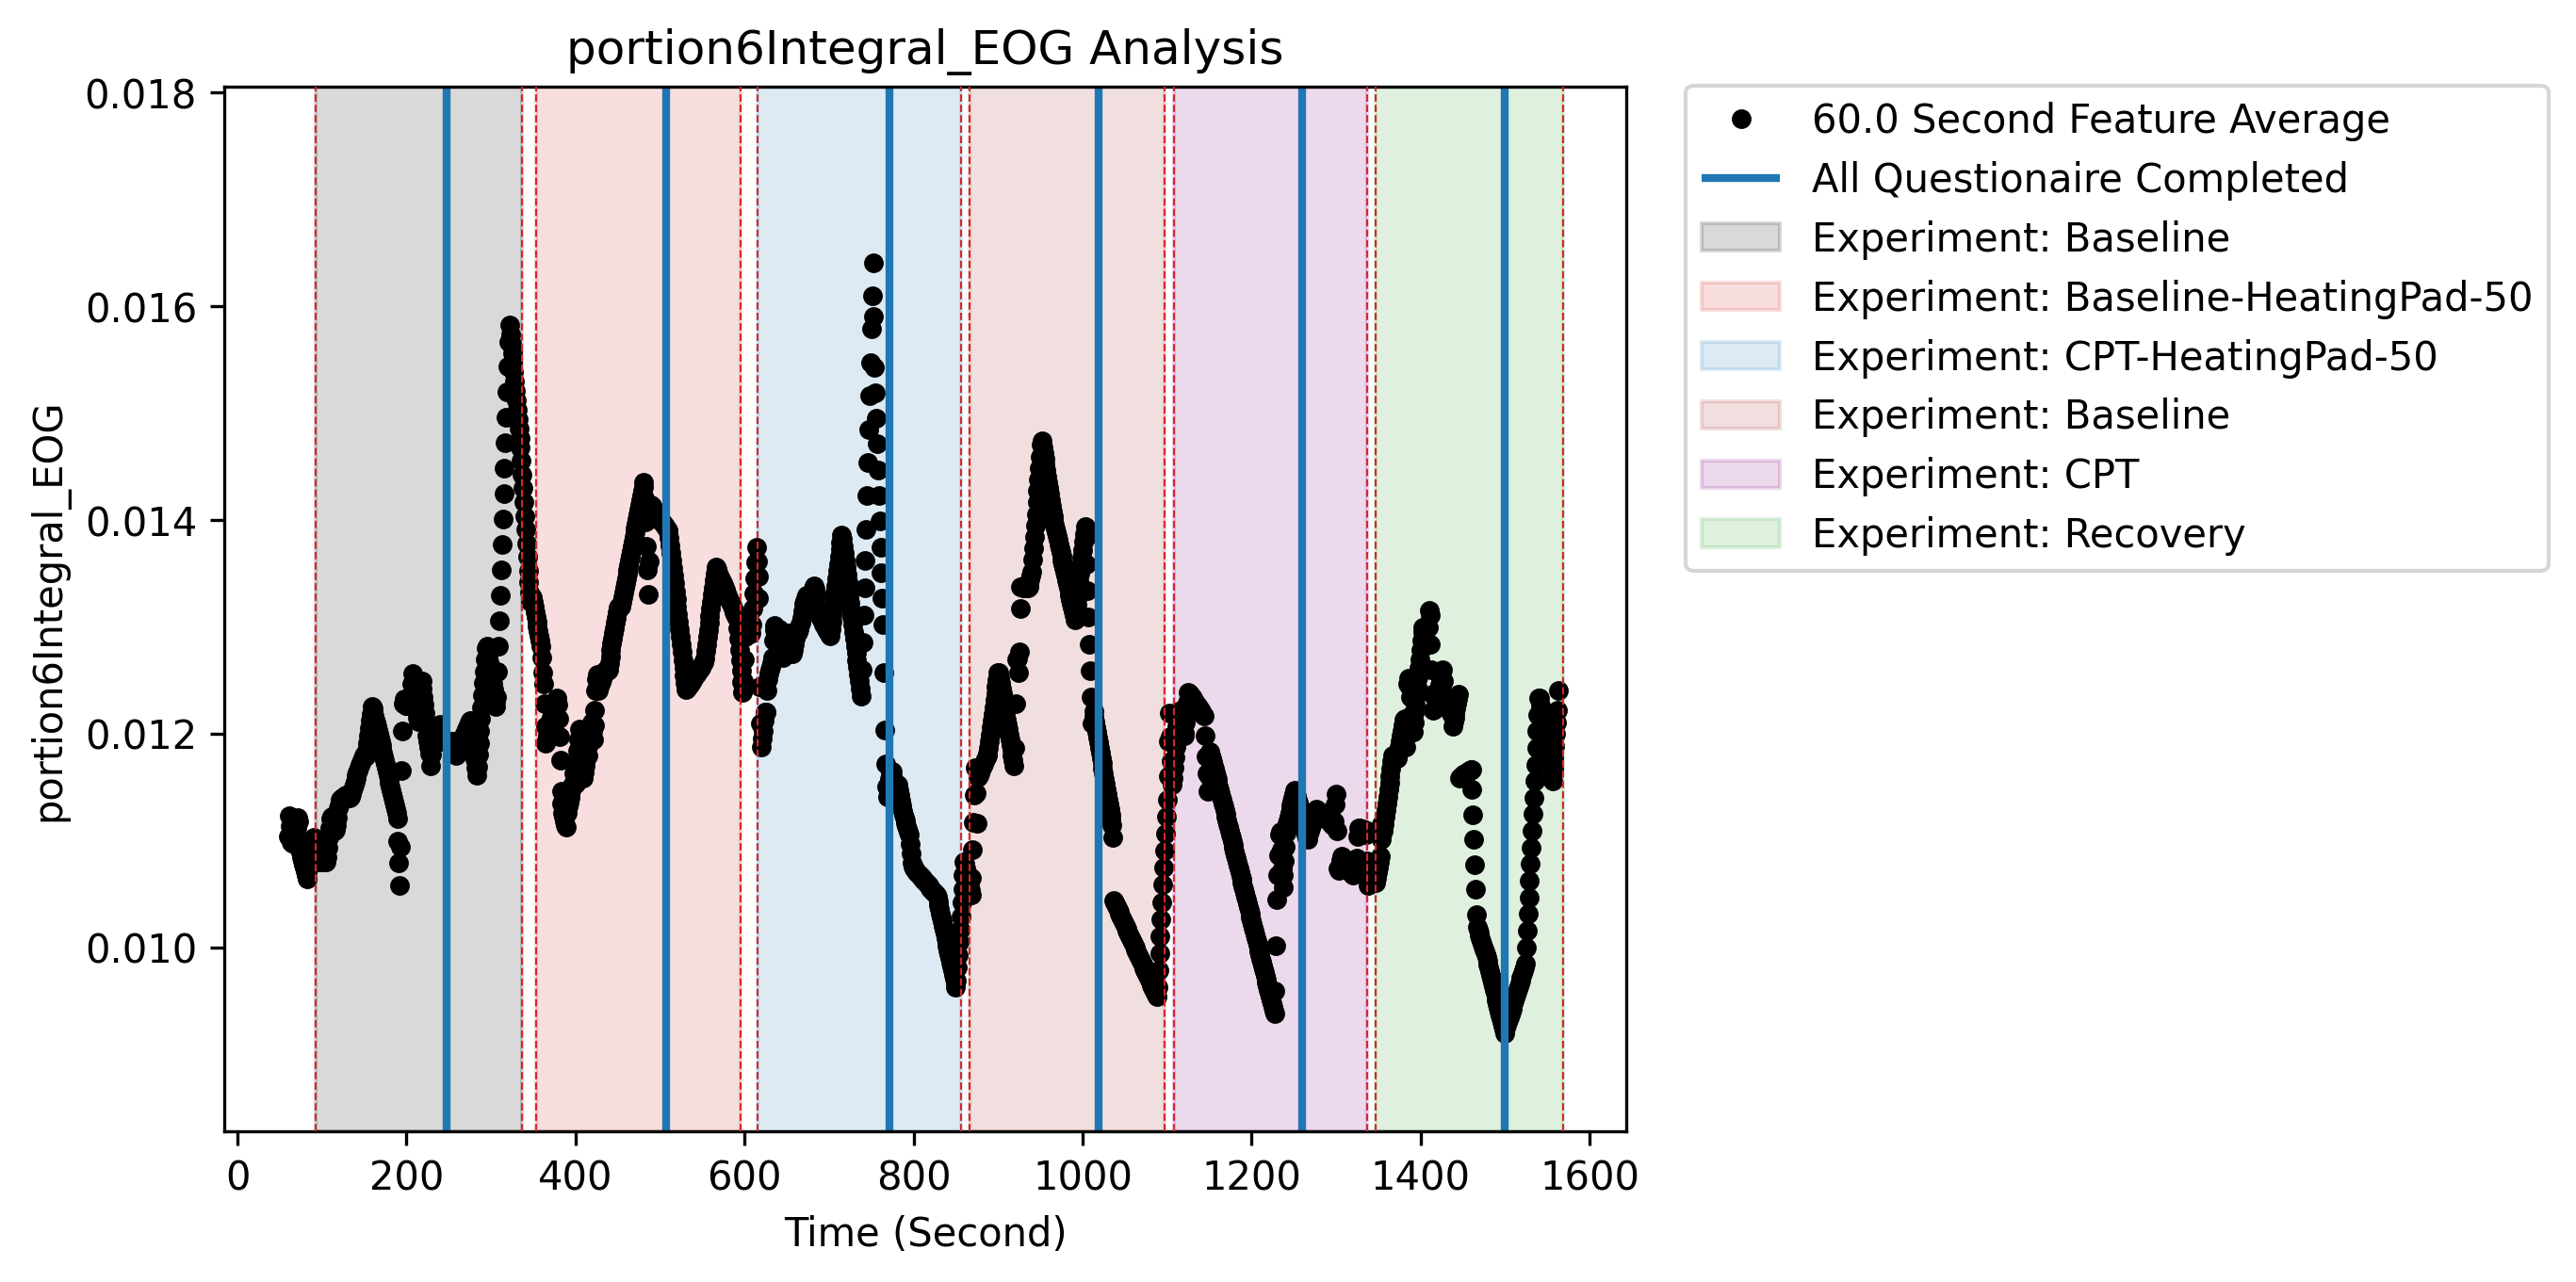 portion6Integral_EOG Analysis
0.018
0.016
0.014
0.012
0.010
portion6Integral_EOG
0 200 400 600 800 1000 1200 1400 1600
Time (Second)
60.0 Second Feature Average
All Questionaire Completed
Experiment: Baseline
Experiment: Baseline-HeatingPad-50
Experiment: CPT-HeatingPad-50
Experiment: Baseline
Experiment: CPT
Experiment: Recovery